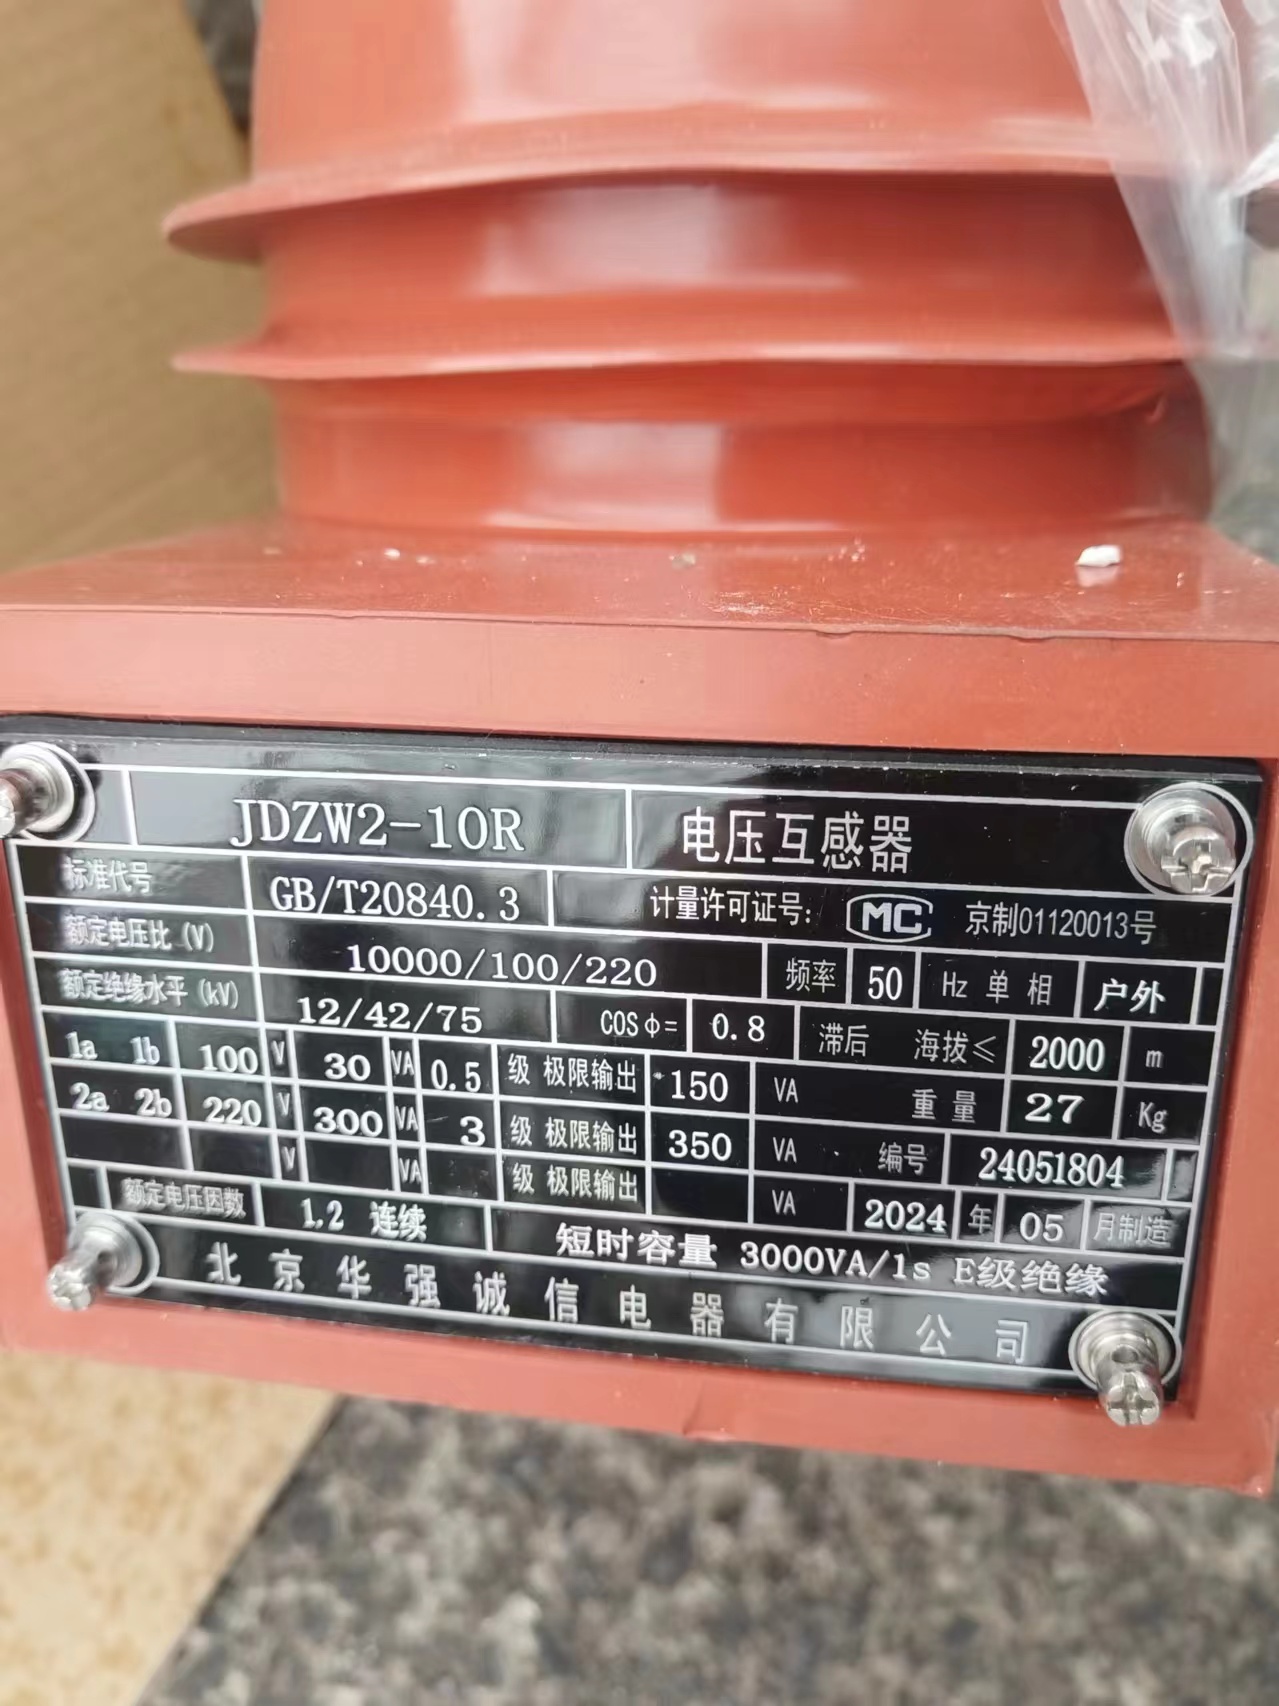 JDZW2-10R 电压互感器
标准代号 GB/T20840.3 计量许可证号: MC 京制01120013号
额定电压比 (V) 10000/100/220 频率 50 Hz 单相 户外
额定绝缘水平 (kV) 12/42/75 COSΦ= 0.8 滞后 海拔≤ 2000 m
1a 1b 100 V 30 VA 0.5 级 极限输出 150 VA 重量 27 Kg
2a 2b 220 V 300 VA 3 级 极限输出 350 VA 编号 24051804
V VA 级 极限输出 VA 2024 年 05 月制造
额定电压因数 1.2 连续 短时容量 3000VA/1s E级绝缘
北京华强诚信电器有限公司